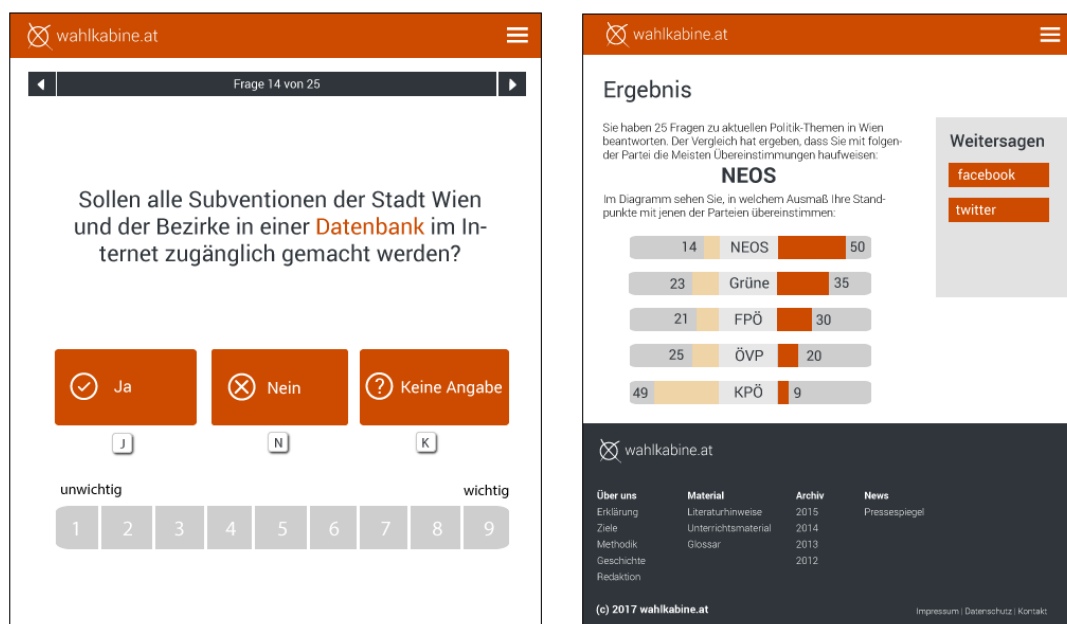 wahlkabine.at
Frage 14 von 25
Sollen alle Subventionen der Stadt Wien
und der Bezirke in einer Datenbank im In-
ternet zugänglich gemacht werden?
Ja
Nein
Keine Angabe
J
N
K
unwichtig
wichtig
1 2 3 4 5 6 7 8 9
wahlkabine.at
Ergebnis
Sie haben 25 Fragen zu aktuellen Politik-Themen in Wien
beantworten. Der Vergleich hat ergeben, dass Sie mit folgen-
der Partei die Meisten Übereinstimmungen haufweisen:
NEOS
Im Diagramm sehen Sie, in welchem Ausmaß Ihre Stand-
punkte mit jenen der Parteien übereinstimmen:
14 NEOS 50
23 Grüne 35
21 FPÖ 30
25 ÖVP 20
49 KPÖ 9
Weitersagen
facebook
twitter
wahlkabine.at
Über uns
Erklärung
Ziele
Methodik
Geschichte
Redaktion
Material
Literaturhinweise
Unterrichtsmaterial
Glossar
Archiv
2015
2014
2013
2012
News
Pressespiegel
(c) 2017 wahlkabine.at
Impressum | Datenschutz | Kontakt